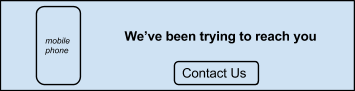 mobile
phone
We've been trying to reach you
Contact Us